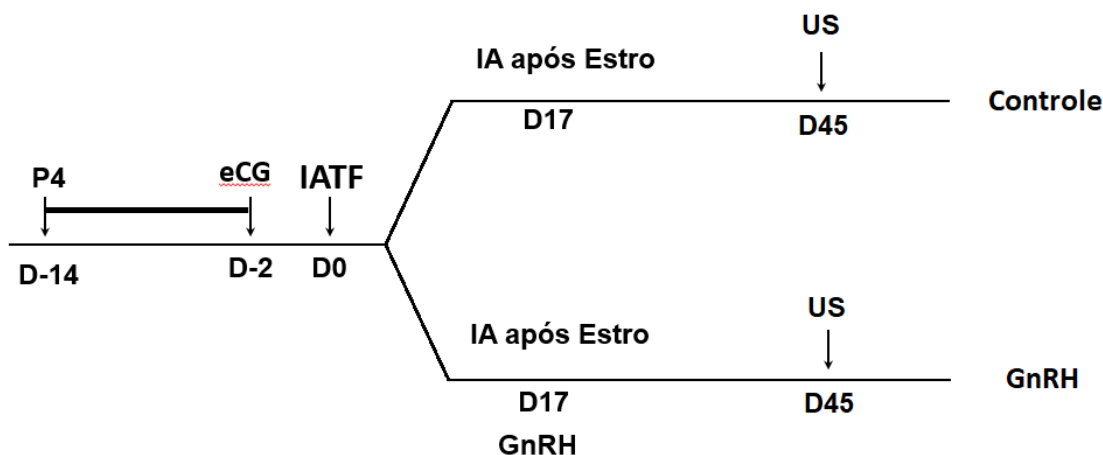 US
IA após Estro
Controle
D17
D45
P4
eCG
IATF
D-14
D-2
D0
US
IA após Estro
GnRH
D17
D45
GnRH